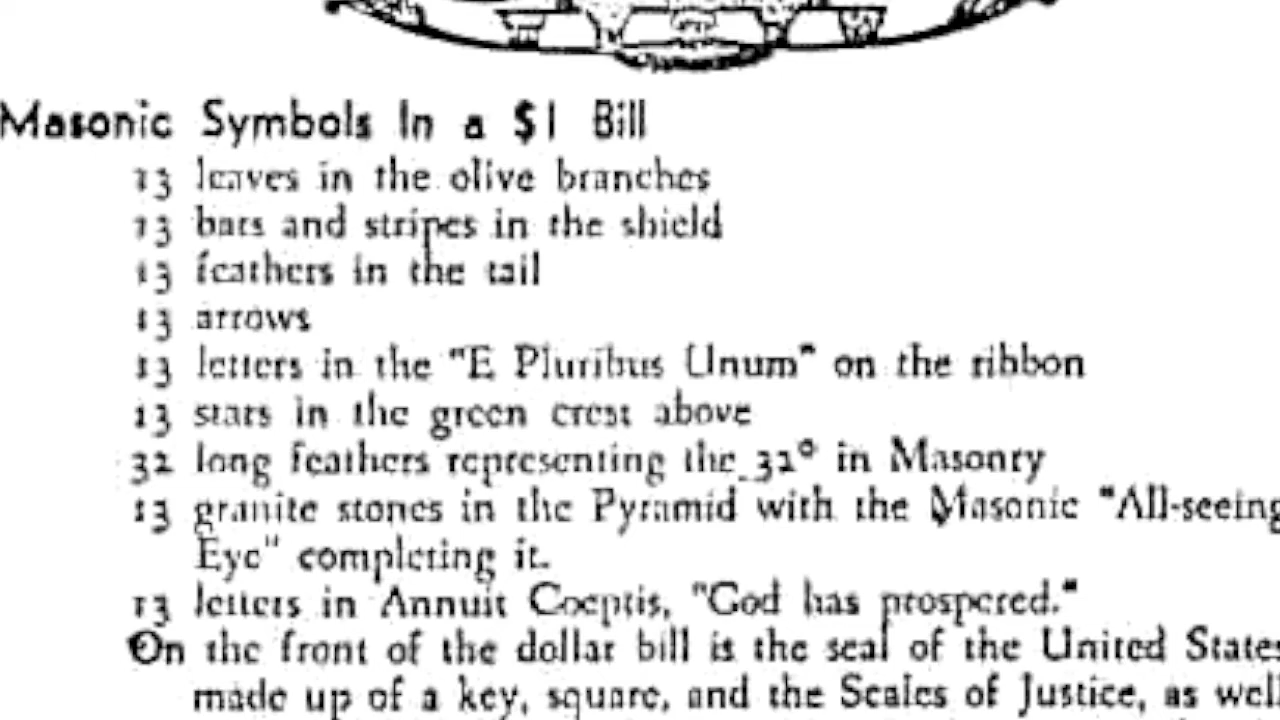 Masonic Symbols In a $1 Bill
13 leaves in the olive branches
13 bars and stripes in the shield
13 feathers in the tail
13 arrows
13 letters in the "E Pluribus Unum" on the ribbon
13 stars in the green crest above
32 long feathers representing the 32° in Masonry
13 granite stones in the Pyramid with the Masonic "All-seeing
Eye" completing it.
13 letters in Annuit Coeptis, "God has prospered."
On the front of the dollar bill is the seal of the United States
made up of a key, square, and the Scales of Justice, as well